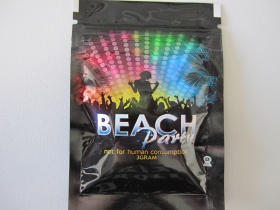 BEACH
Party
not for human consumption
3GRAM